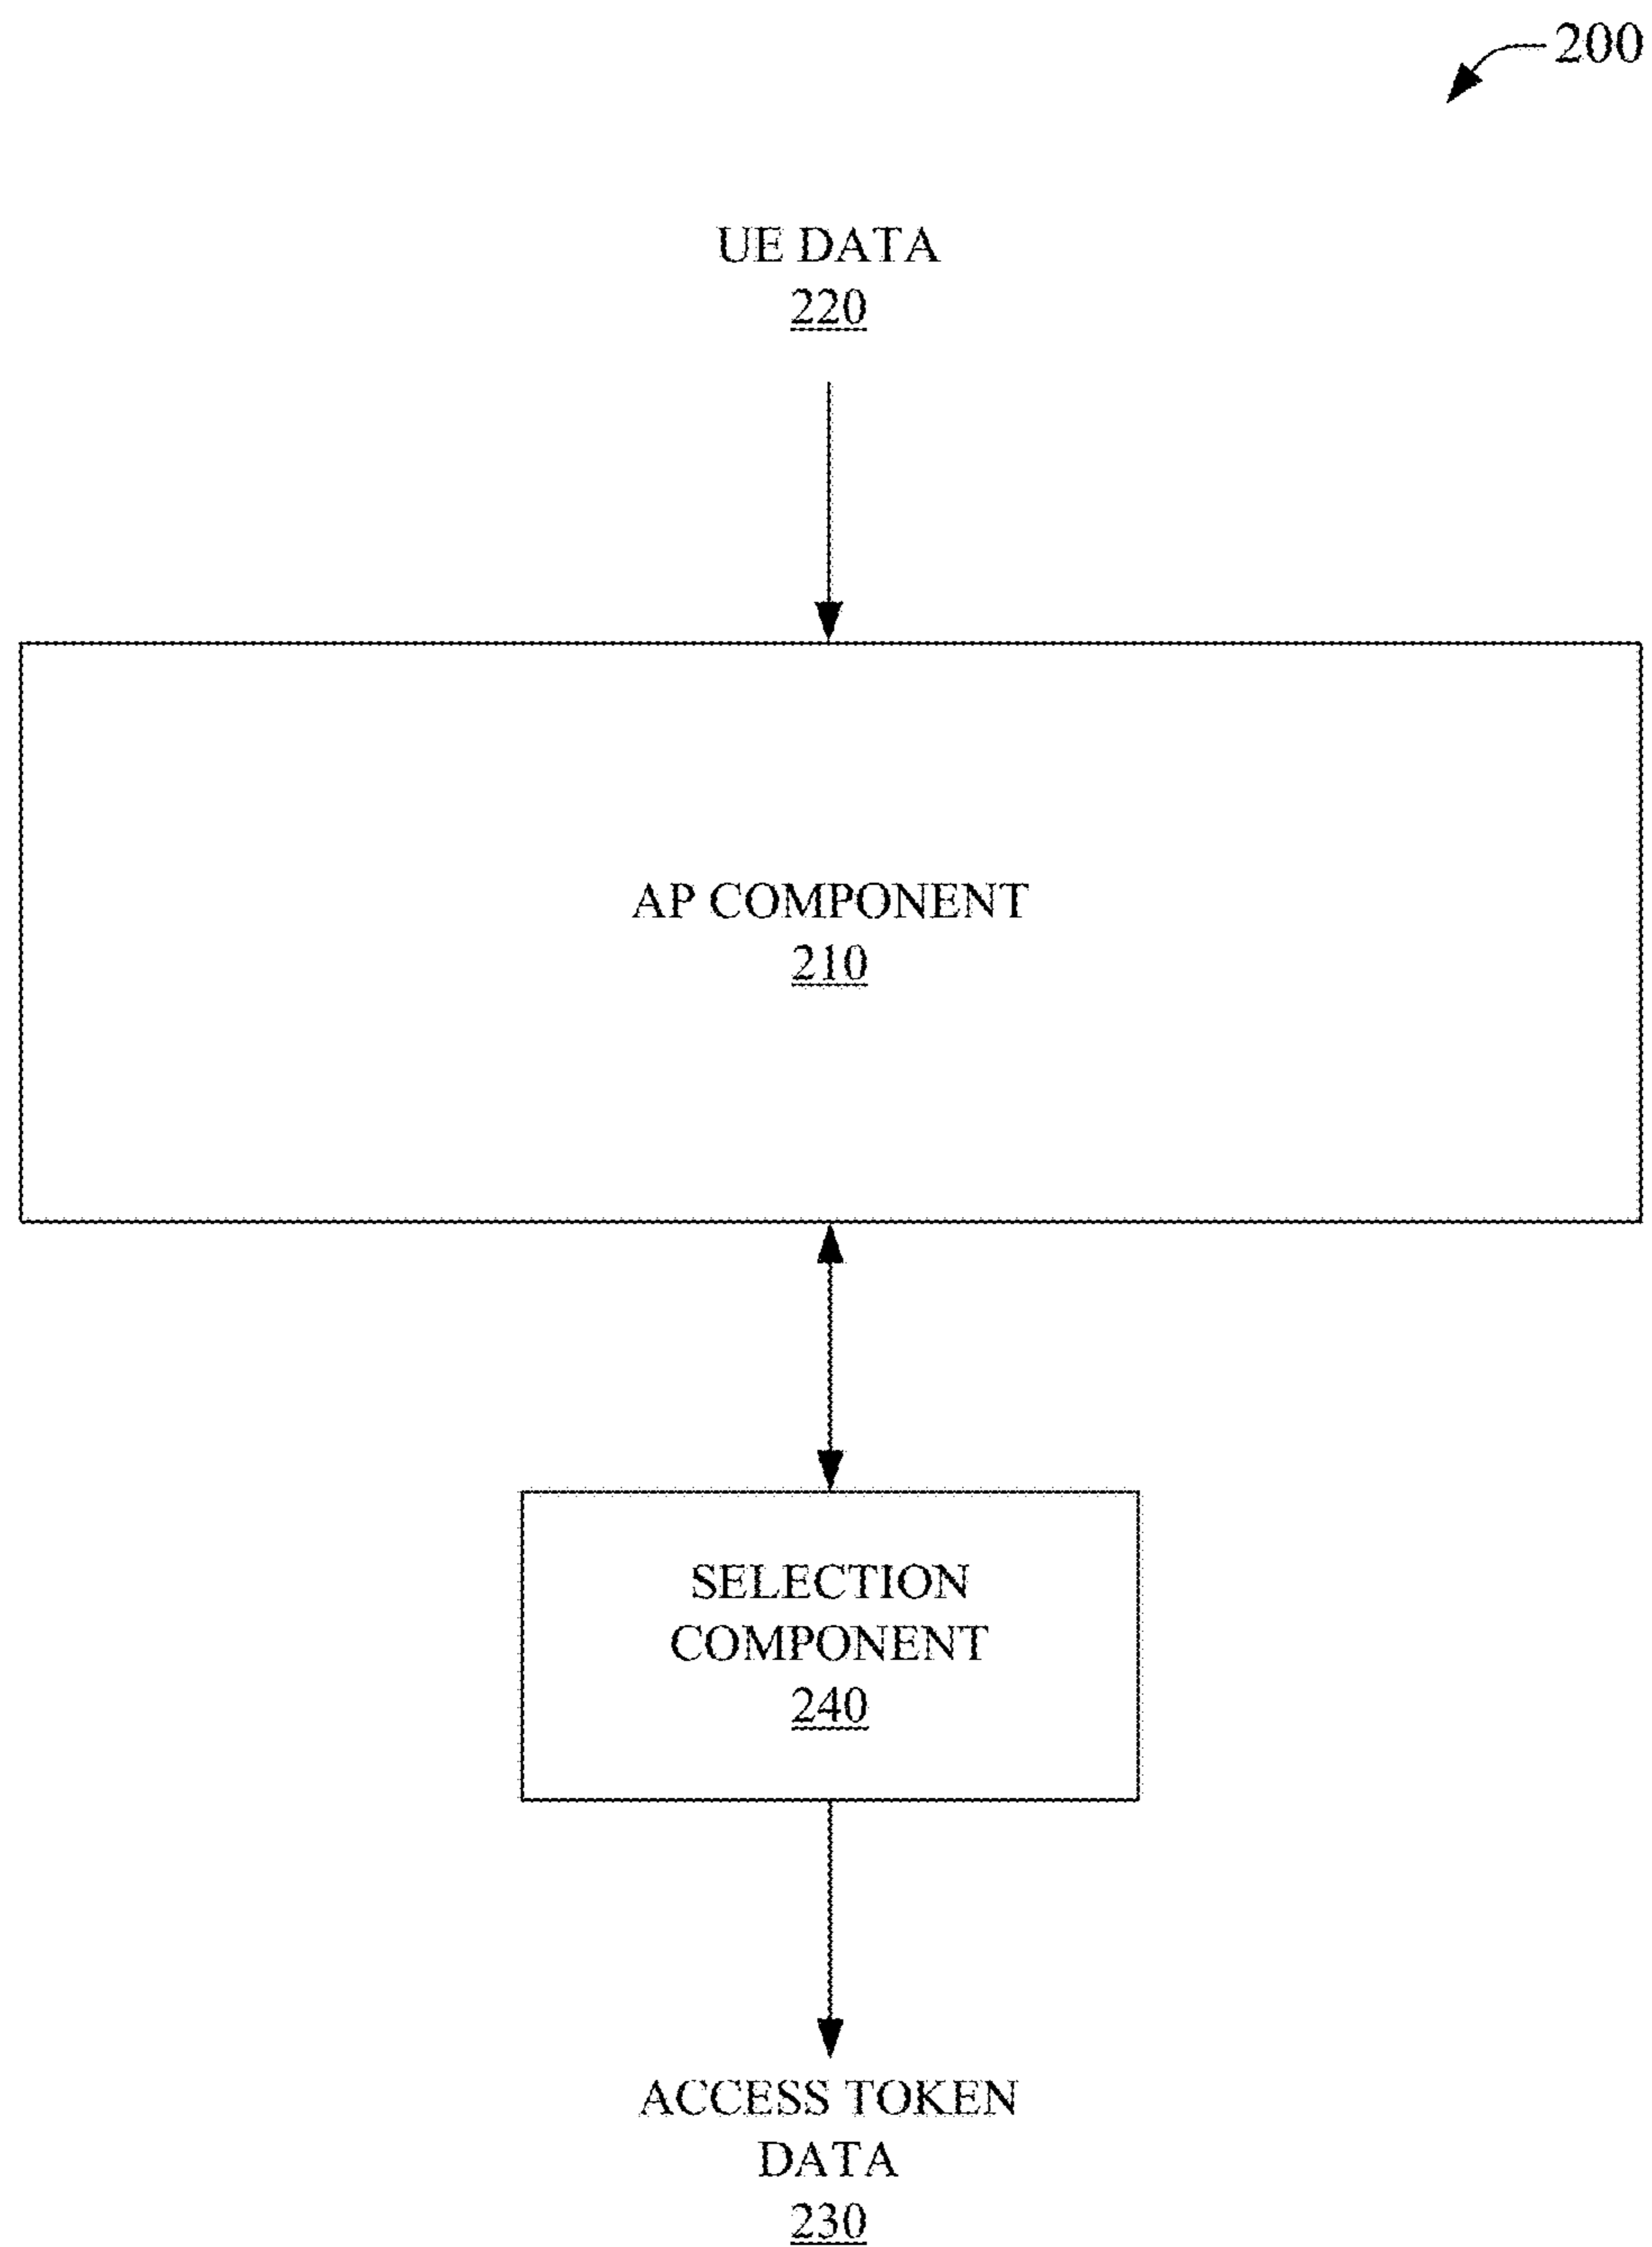 200
UE DATA
220
AP COMPONENT
210
SELECTION
COMPONENT
240
ACCESS TOKEN
DATA
230